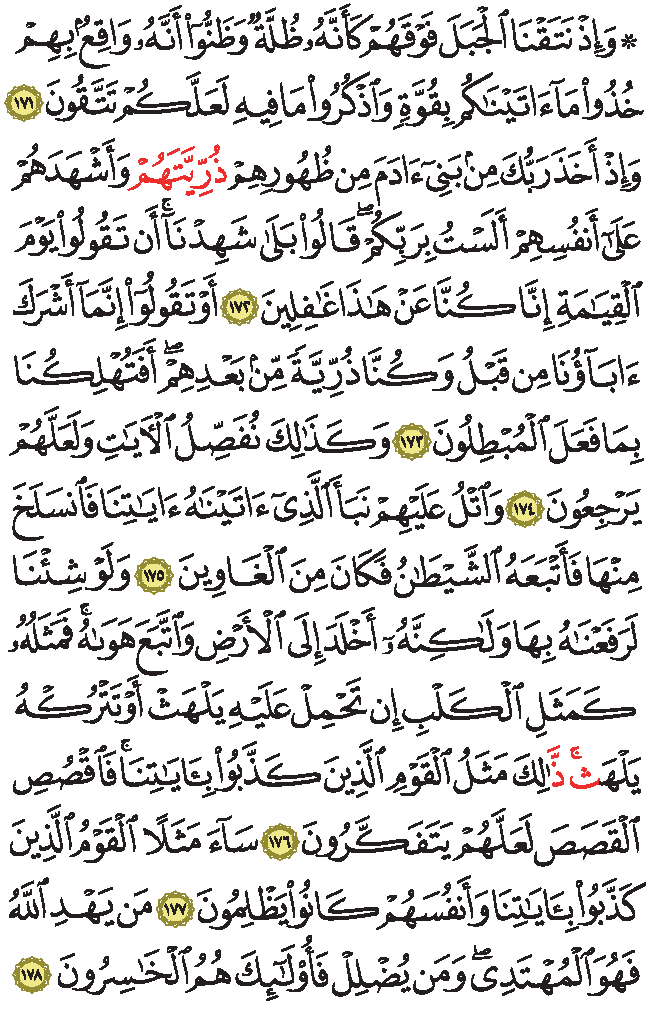 ۞ وَإِذْ نَتَقْنَا ٱلْجَبَلَ فَوْقَهُمْ كَأَنَّهُۥ ظُلَّةٌ وَظَنُّوٓا۟ أَنَّهُۥ وَاقِعٌۢ بِهِمْ
خُذُوا۟ مَآ ءَاتَيْنَٰكُم بِقُوَّةٍ وَٱذْكُرُوا۟ مَا فِيهِ لَعَلَّكُمْ تَتَّقُونَ ١٧١
وَإِذْ أَخَذَ رَبُّكَ مِنۢ بَنِىٓ ءَادَمَ مِن ظُهُورِهِمْ ذُرِّيَّتَهُمْ وَأَشْهَدَهُمْ
عَلَىٰٓ أَنفُسِهِمْ أَلَسْتُ بِرَبِّكُمْ ۖ قَالُوا۟ بَلَىٰ شَهِدْنَآ ۚ أَن تَقُولُوا۟ يَوْمَ
ٱلْقِيَٰمَةِ إِنَّا كُنَّا عَنْ هَٰذَا غَٰفِلِينَ ١٧٢ أَوْ تَقُولُوٓا۟ إِنَّمَآ أَشْرَكَ
ءَابَآؤُنَا مِن قَبْلُ وَكُنَّا ذُرِّيَّةً مِّنۢ بَعْدِهِمْ ۖ أَفَتُهْلِكُنَا
بِمَا فَعَلَ ٱلْمُبْطِلُونَ ١٧٣ وَكَذَٰلِكَ نُفَصِّلُ ٱلْـَٔايَٰتِ وَلَعَلَّهُمْ
يَرْجِعُونَ ١٧٤ وَٱتْلُ عَلَيْهِمْ نَبَأَ ٱلَّذِىٓ ءَاتَيْنَٰهُ ءَايَٰتِنَا فَٱنسَلَخَ
مِنْهَا فَأَتْبَعَهُ ٱلشَّيْطَٰنُ فَكَانَ مِنَ ٱلْغَاوِينَ ١٧٥ وَلَوْ شِئْنَا
لَرَفَعْنَٰهُ بِهَا وَلَٰكِنَّهُۥٓ أَخْلَدَ إِلَى ٱلْأَرْضِ وَٱتَّبَعَ هَوَىٰهُ ۚ فَمَثَلُهُۥ
كَمَثَلِ ٱلْكَلْبِ إِن تَحْمِلْ عَلَيْهِ يَلْهَثْ أَوْ تَتْرُكْهُ
يَلْهَث ۚ ذَّٰلِكَ مَثَلُ ٱلْقَوْمِ ٱلَّذِينَ كَذَّبُوا۟ بِـَٔايَٰتِنَا ۚ فَٱقْصُصِ
ٱلْقَصَصَ لَعَلَّهُمْ يَتَفَكَّرُونَ ١٧٦ سَآءَ مَثَلًا ٱلْقَوْمُ ٱلَّذِينَ
كَذَّبُوا۟ بِـَٔايَٰتِنَا وَأَنفُسَهُمْ كَانُوا۟ يَظْلِمُونَ ١٧٧ مَن يَهْدِ ٱللَّهُ
فَهُوَ ٱلْمُهْتَدِى ۖ وَمَن يُضْلِلْ فَأُو۟لَٰٓئِكَ هُمُ ٱلْخَٰسِرُونَ ١٧٨